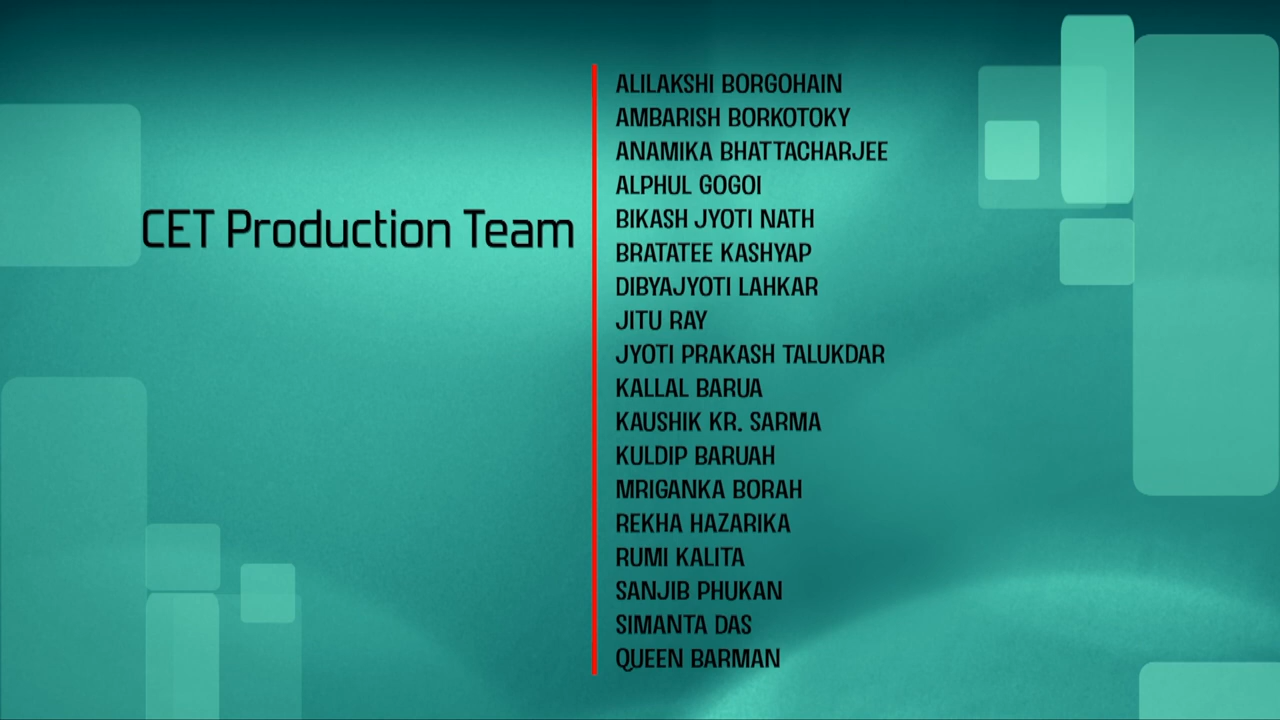 CET Production Team
ALILAKSHI BORGOHAIN
AMBARISH BORKOTOKY
ANAMIKA BHATTACHARJEE
ALPHUL GOGOI
BIKASH JYOTI NATH
BRATATEE KASHYAP
DIBYAJYOTI LAHKAR
JITU RAY
JYOTI PRAKASH TALUKDAR
KALLAL BARUA
KAUSHIK KR. SARMA
KULDIP BARUAH
MRIGANKA BORAH
REKHA HAZARIKA
RUMI KALITA
SANJIB PHUKAN
SIMANTA DAS
QUEEN BARMAN